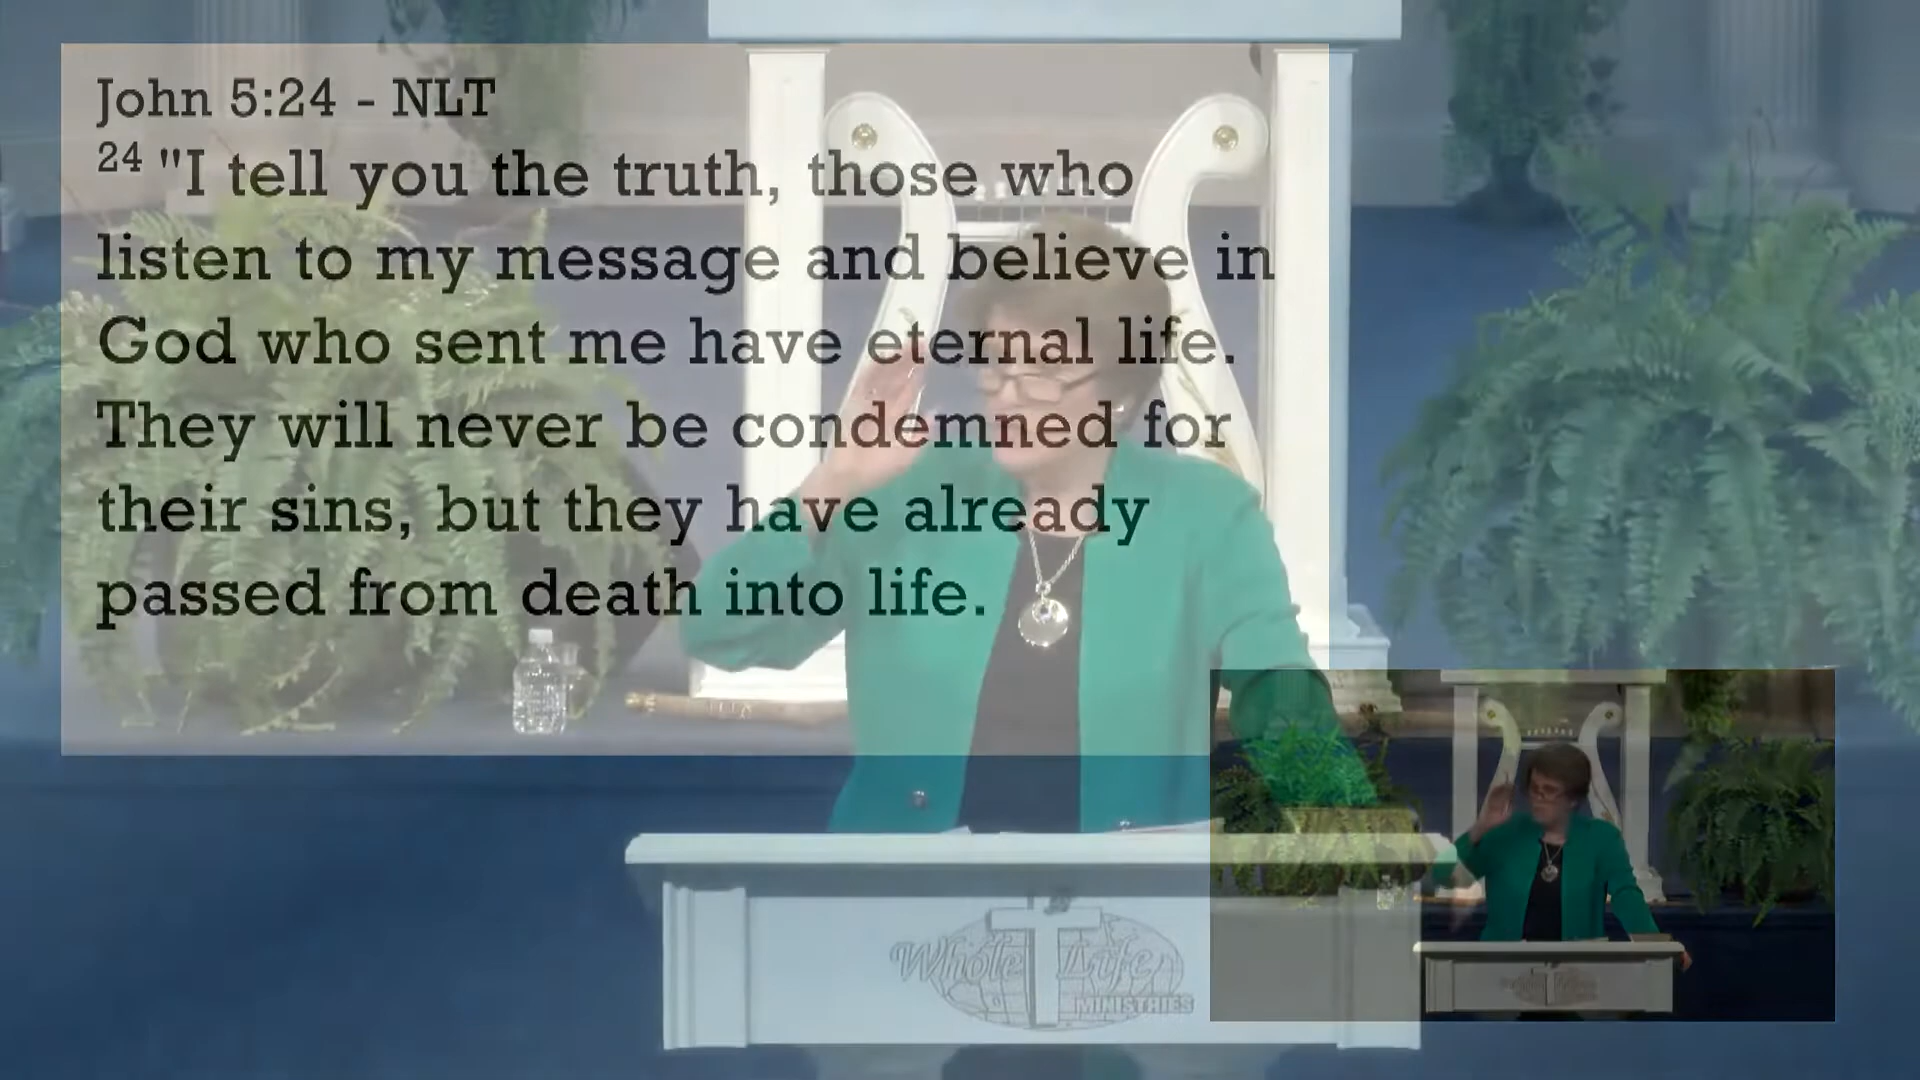 John 5:24 - NLT
24 "I tell you the truth, those who
listen to my message and believe in
God who sent me have eternal life.
They will never be condemned for
their sins, but they have already
passed from death into life.
Whole Life
MINISTRIES